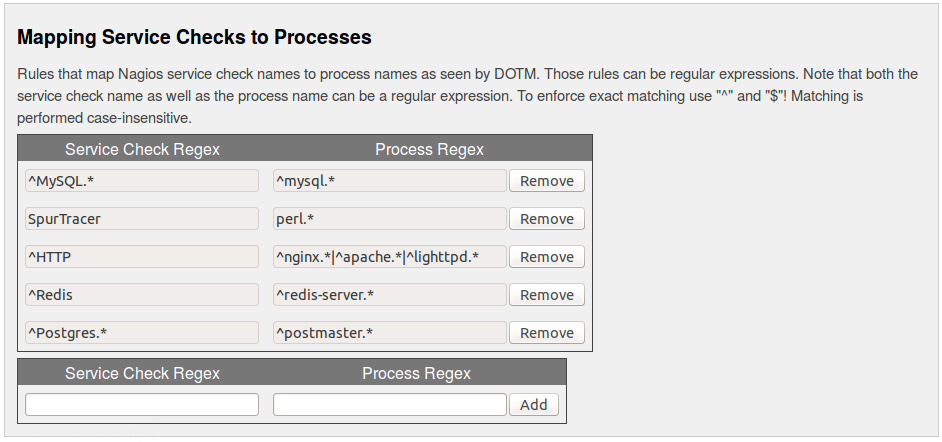 Mapping Service Checks to Processes
Rules that map Nagios service check names to process names as seen by DOTM. Those rules can be regular expressions. Note that both the
service check name as well as the process name can be a regular expression. To enforce exact matching use "^" and "$"! Matching is
performed case-insensitive.
Service Check Regex Process Regex
^MySQL.* ^mysql.* Remove
SpurTracer perl.* Remove
^HTTP ^nginx.*|^apache.*|^lighttpd.* Remove
^Redis ^redis-server.* Remove
^Postgres.* ^postmaster.* Remove
Service Check Regex Process Regex
Add